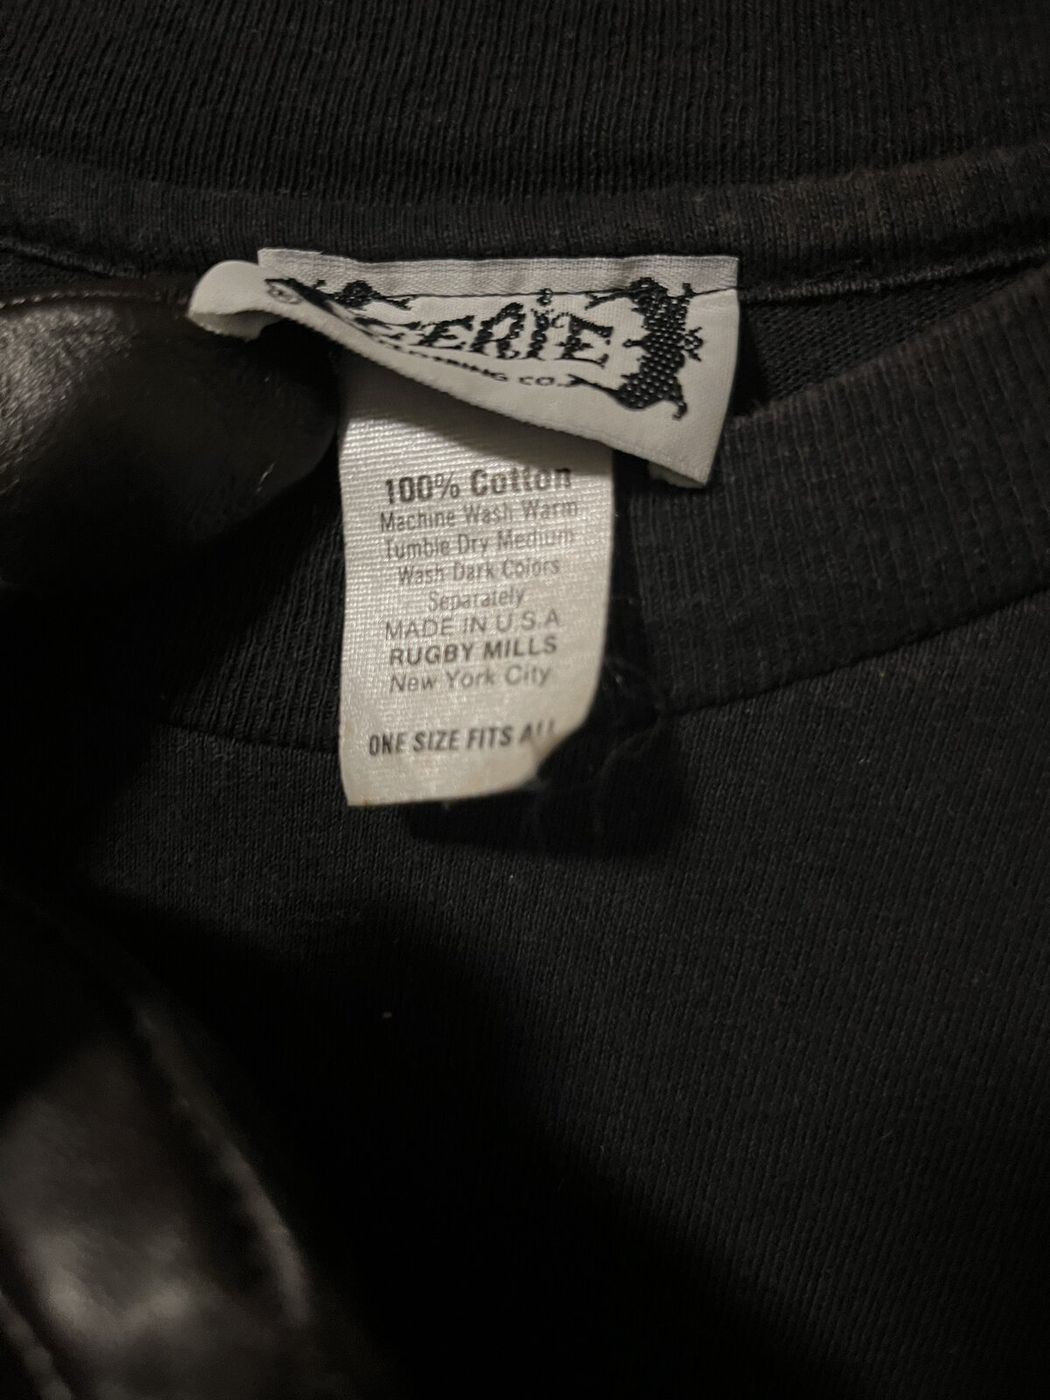 CO.
100% Cotton
Machine Wash Warm
Tumble Dry Medium
Wash Dark Colors
Separately
MADE IN U.S.A
RUGBY MILLS
New York City
ONE SIZE FITS ALL